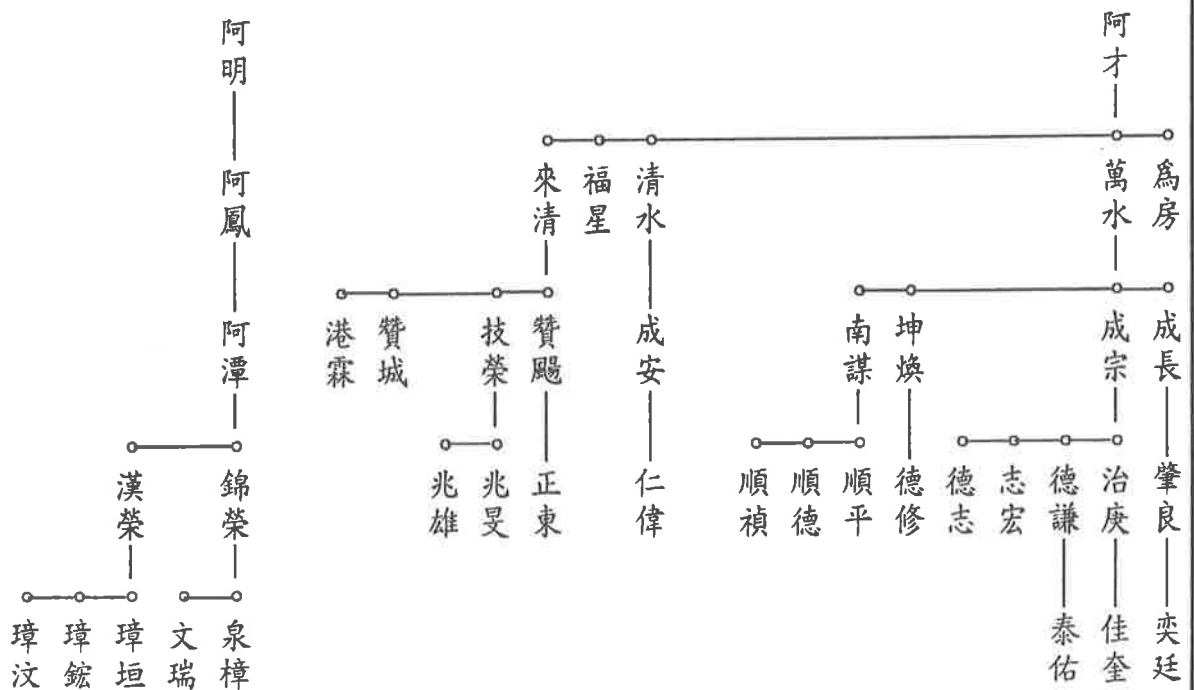 阿才
爲房
萬水
清水
福星
來清
成長
成宗
坤煥
南謀
成安
贊颺
技榮
贊城
港霖
肇良
治庚
德謙
志宏
德志
德修
順平
順德
順禎
仁偉
正東
兆旻
兆雄
奕廷
佳奎
泰佑
阿明
阿鳳
阿潭
錦榮
漢榮
泉樟
文瑞
璋垣
璋鋐
璋汶